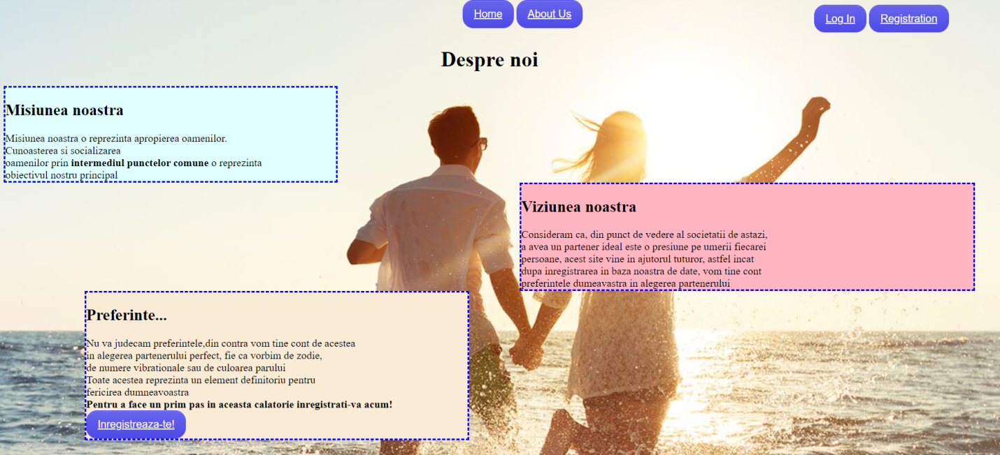 Home About Us Log In Registration
Despre noi
Misiunea noastra
Misiunea noastra o reprezinta apropierea oamenilor.
Cunoasterea si socializarea
oamenilor prin intermediul punctelor comune o reprezinta
obiectivul nostru principal
Viziunea noastra
Consideram ca, din punct de vedere al societatii de astazi,
a avea un partener ideal este o presiune pe umerii fiecarei
persoane, acest site vine in ajutorul tuturor, astfel incat
dupa inregistrarea in baza noastra de date, vom tine cont
preferintele dumeavastra in alegerea partenerului
Preferinte...
Nu va judecam preferintele,din contra vom tine cont de acestea
in alegerea partenerului perfect, fie ca vorbim de zodie,
de numere vibrationale sau de culoarea parului
Toate acestea reprezinta un element definitoriu pentru
fericirea dumneavoastra
Pentru a face un prim pas in aceasta calatorie inregistrati-va acum!
Inregistreaza-te!